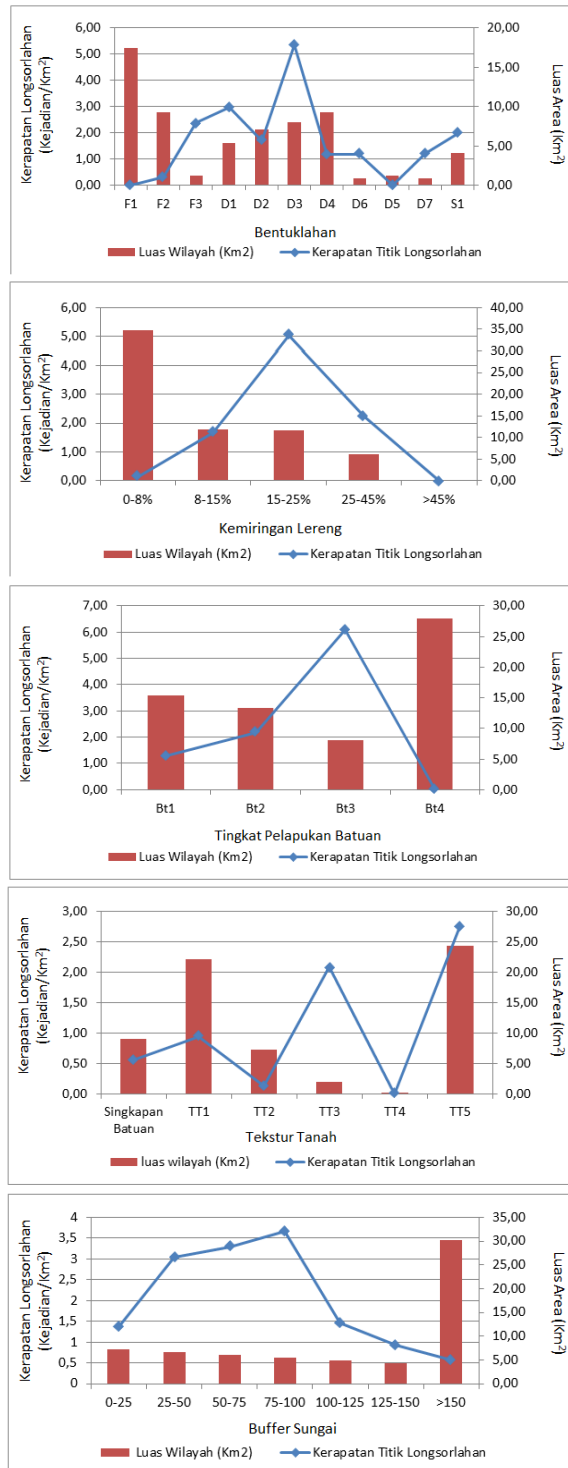 6,00
5,00
4,00
3,00
2,00
1,00
0,00
Kerapatan Longsorlahan
(Kejadian/Km²)
20,00
15,00
10,00
5,00
0,00
Luas Area (Km²)
F1 F2 F3 D1 D2 D3 D4 D6 D5 D7 S1
Bentuklahan
Luas Wilayah (Km2) Kerapatan Titik Longsorlahan
6,00
5,00
4,00
3,00
2,00
1,00
0,00
Kerapatan Longsorlahan
(Kejadian/Km²)
40,00
35,00
30,00
25,00
20,00
15,00
10,00
5,00
0,00
Luas Area (Km²)
0-8% 8-15% 15-25% 25-45% >45%
Kemiringan Lereng
Luas Wilayah (Km2) Kerapatan Titik Longsorlahan
7,00
6,00
5,00
4,00
3,00
2,00
1,00
0,00
Kerapatan Longsorlahan
(Kejadian/Km²)
30,00
25,00
20,00
15,00
10,00
5,00
0,00
Luas Area (Km²)
Bt1 Bt2 Bt3 Bt4
Tingkat Pelapukan Batuan
Luas Wilayah (Km2) Kerapatan Titik Longsorlahan
3,00
2,50
2,00
1,50
1,00
0,50
0,00
Kerapatan Longsorlahan
(Kejadian/Km²)
30,00
25,00
20,00
15,00
10,00
5,00
0,00
Luas Area (Km²)
Singkapan TT1 TT2 TT3 TT4 TT5
Batuan
Tekstur Tanah
luas wilayah (Km2) Kerapatan Titik Longsorlahan
4
3,5
3
2,5
2
1,5
1
0,5
0
Kerapatan Longsorlahan
(Kejadian/Km²)
35,00
30,00
25,00
20,00
15,00
10,00
5,00
0,00
Luas Area (Km²)
0-25 25-50 50-75 75-100 100-125 125-150 >150
Buffer Sungai
Luas Wilayah (Km2) Kerapatan Titik Longsorlahan